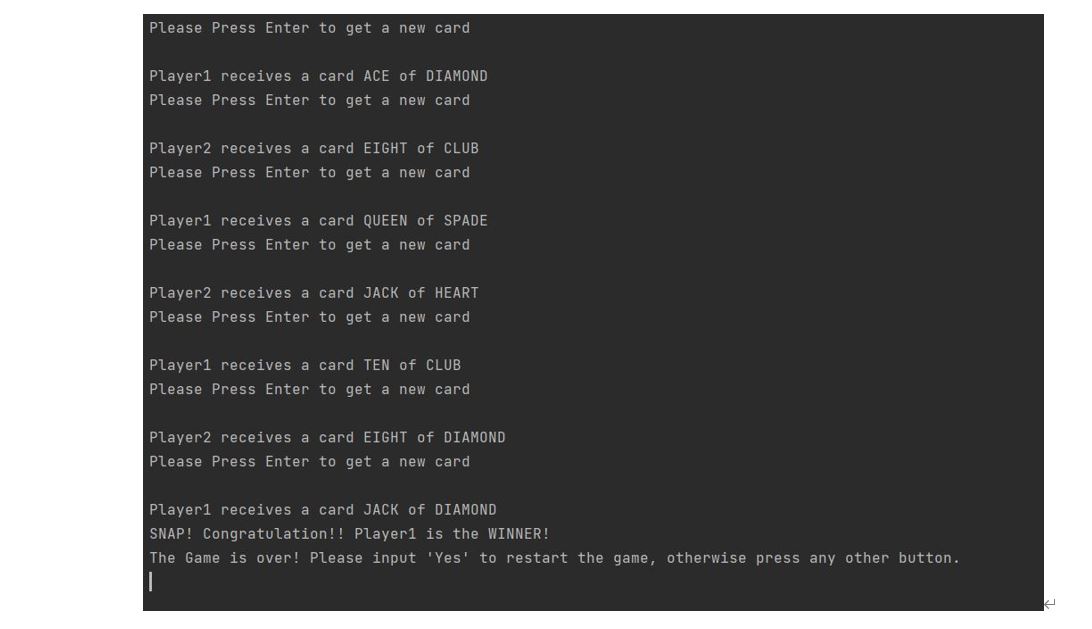 Please Press Enter to get a new card
Player1 receives a card ACE of DIAMOND
Please Press Enter to get a new card
Player2 receives a card EIGHT of CLUB
Please Press Enter to get a new card
Player1 receives a card QUEEN of SPADE
Please Press Enter to get a new card
Player2 receives a card JACK of HEART
Please Press Enter to get a new card
Player1 receives a card TEN of CLUB
Please Press Enter to get a new card
Player2 receives a card EIGHT of DIAMOND
Please Press Enter to get a new card
Player1 receives a card JACK of DIAMOND
SNAP! Congratulation!! Player1 is the WINNER!
The Game is over! Please input 'Yes' to restart the game, otherwise press any other button.